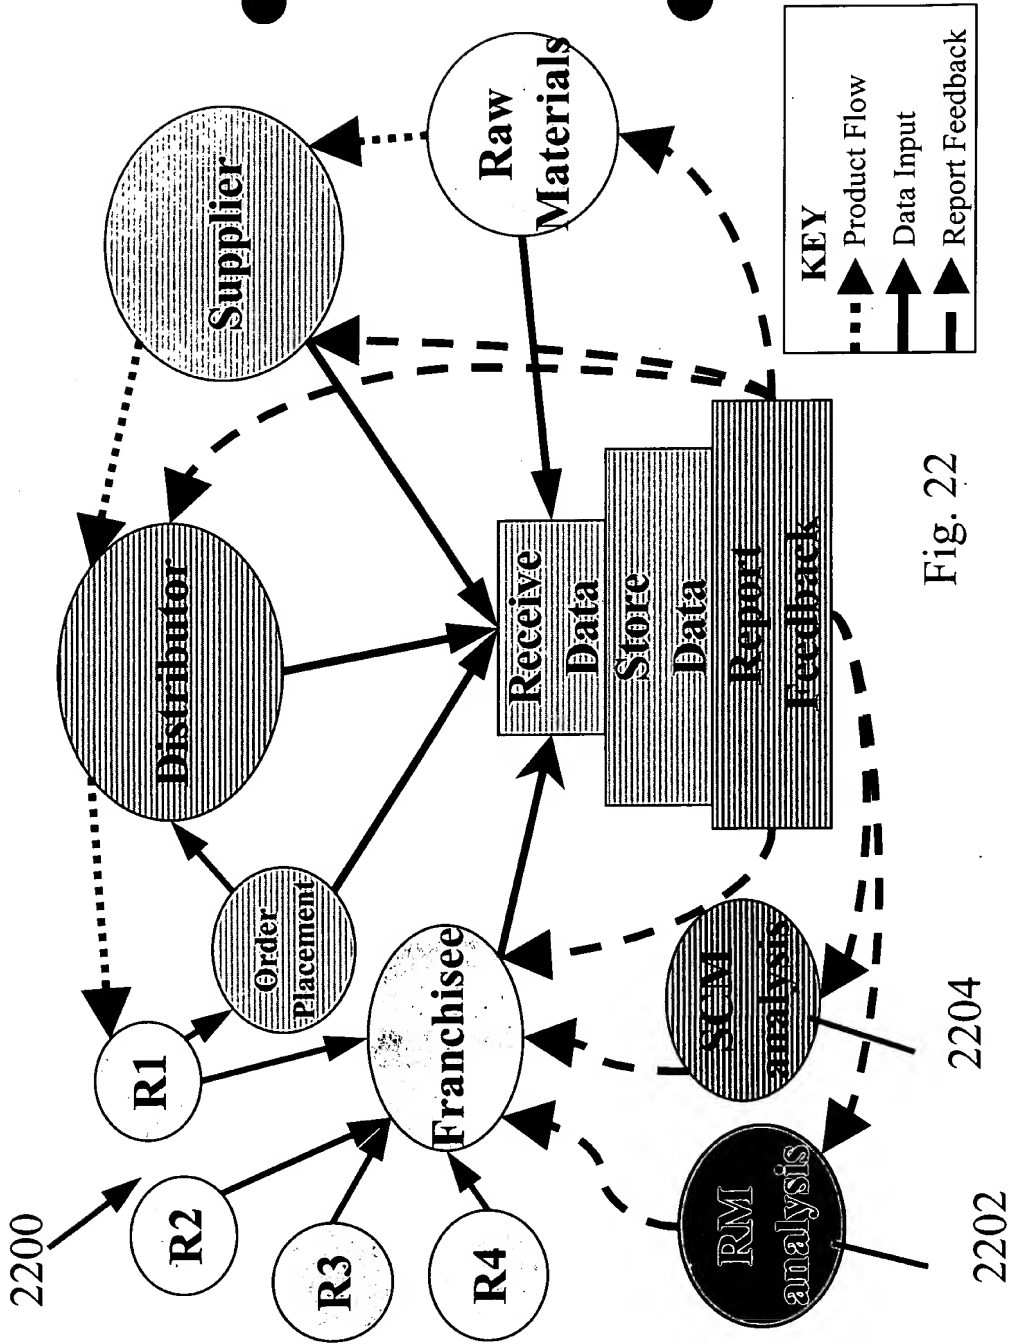 2200
R1
R2
R3
R4
Order
Placement
Distributor
Supplier
Raw
Materials
Franchisee
Receive
Data
Store
Data
Report
Feedback
RM
analysis
SCM
analysis
2202
2204
KEY
Product Flow
Data Input
Report Feedback
Fig. 22